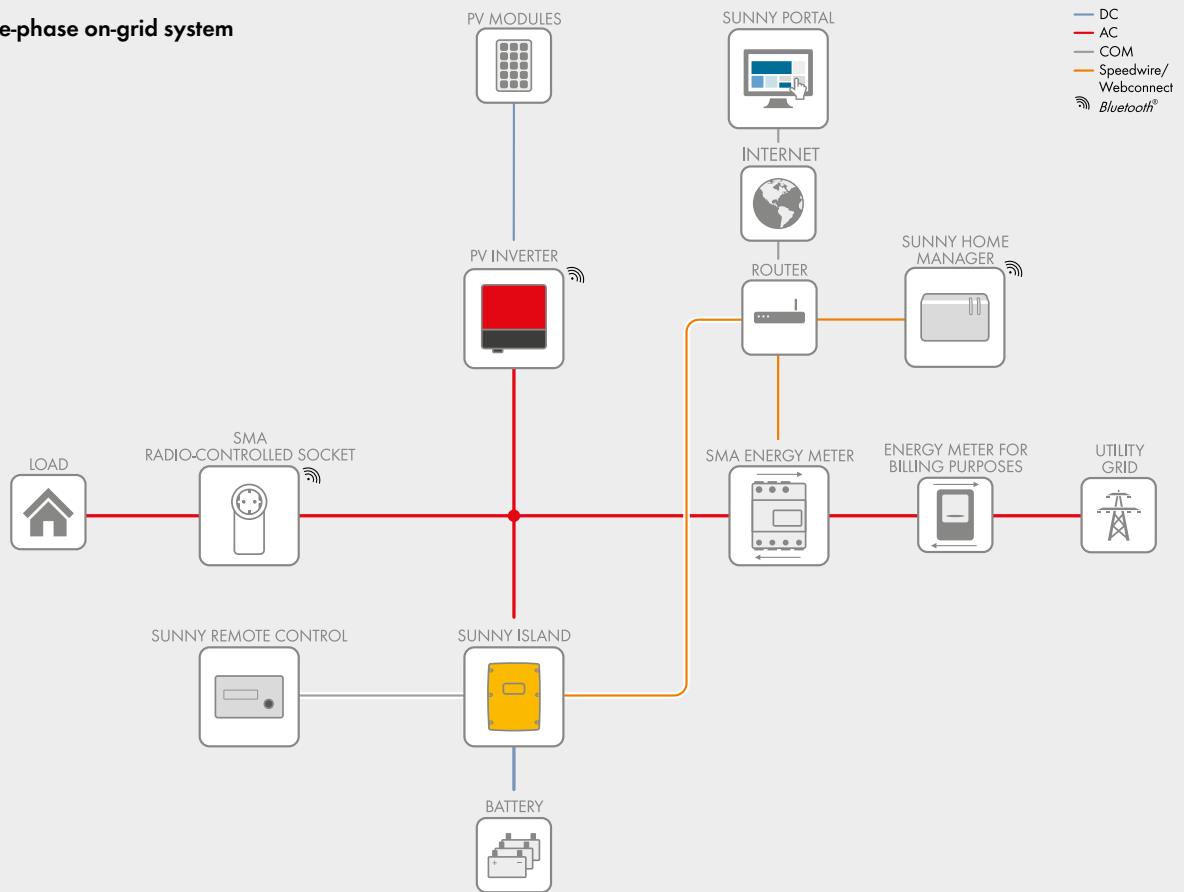 e-phase on-grid system
PV MODULES
SUNNY PORTAL
DC
AC
COM
Speedwire/
Webconnect
Bluetooth®
INTERNET
PV INVERTER
ROUTER
SUNNY HOME
MANAGER
LOAD
SMA
RADIO-CONTROLLED SOCKET
SMA ENERGY METER
ENERGY METER FOR
BILLING PURPOSES
UTILITY
GRID
SUNNY REMOTE CONTROL
SUNNY ISLAND
BATTERY
+ −